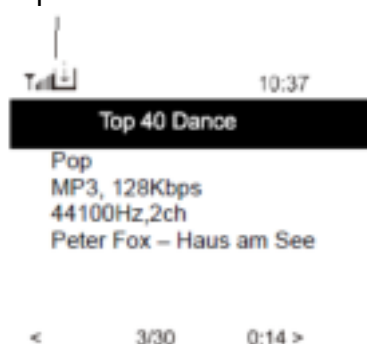 10:37
Top 40 Dance
Pop
MP3, 128Kbps
44100Hz,2ch
Peter Fox – Haus am See
< 3/30 0:14 >